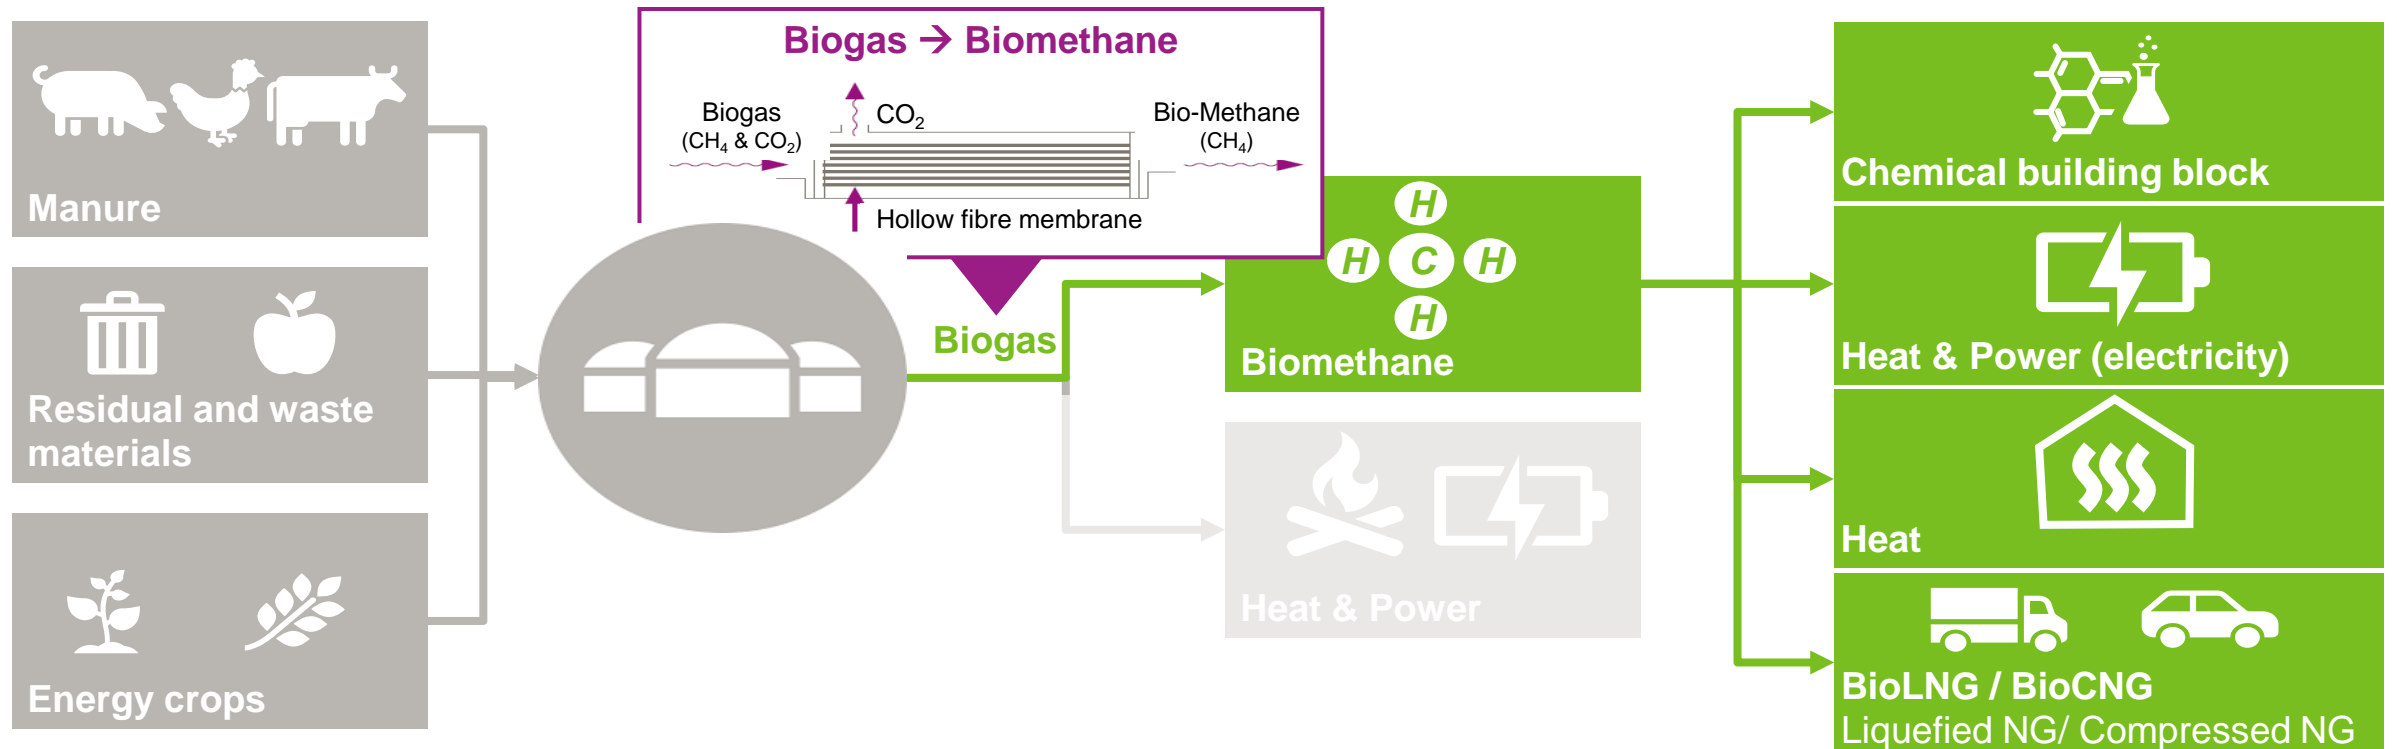 Manure
Residual and waste
materials
Energy crops
Biogas → Biomethane
Biogas
(CH₄ & CO₂)
CO₂
Bio-Methane
(CH₄)
Hollow fibre membrane
Biogas
H
H C H
H
Biomethane
Heat & Power
Chemical building block
Heat & Power (electricity)
Heat
BioLNG / BioCNG
Liquefied NG/ Compressed NG